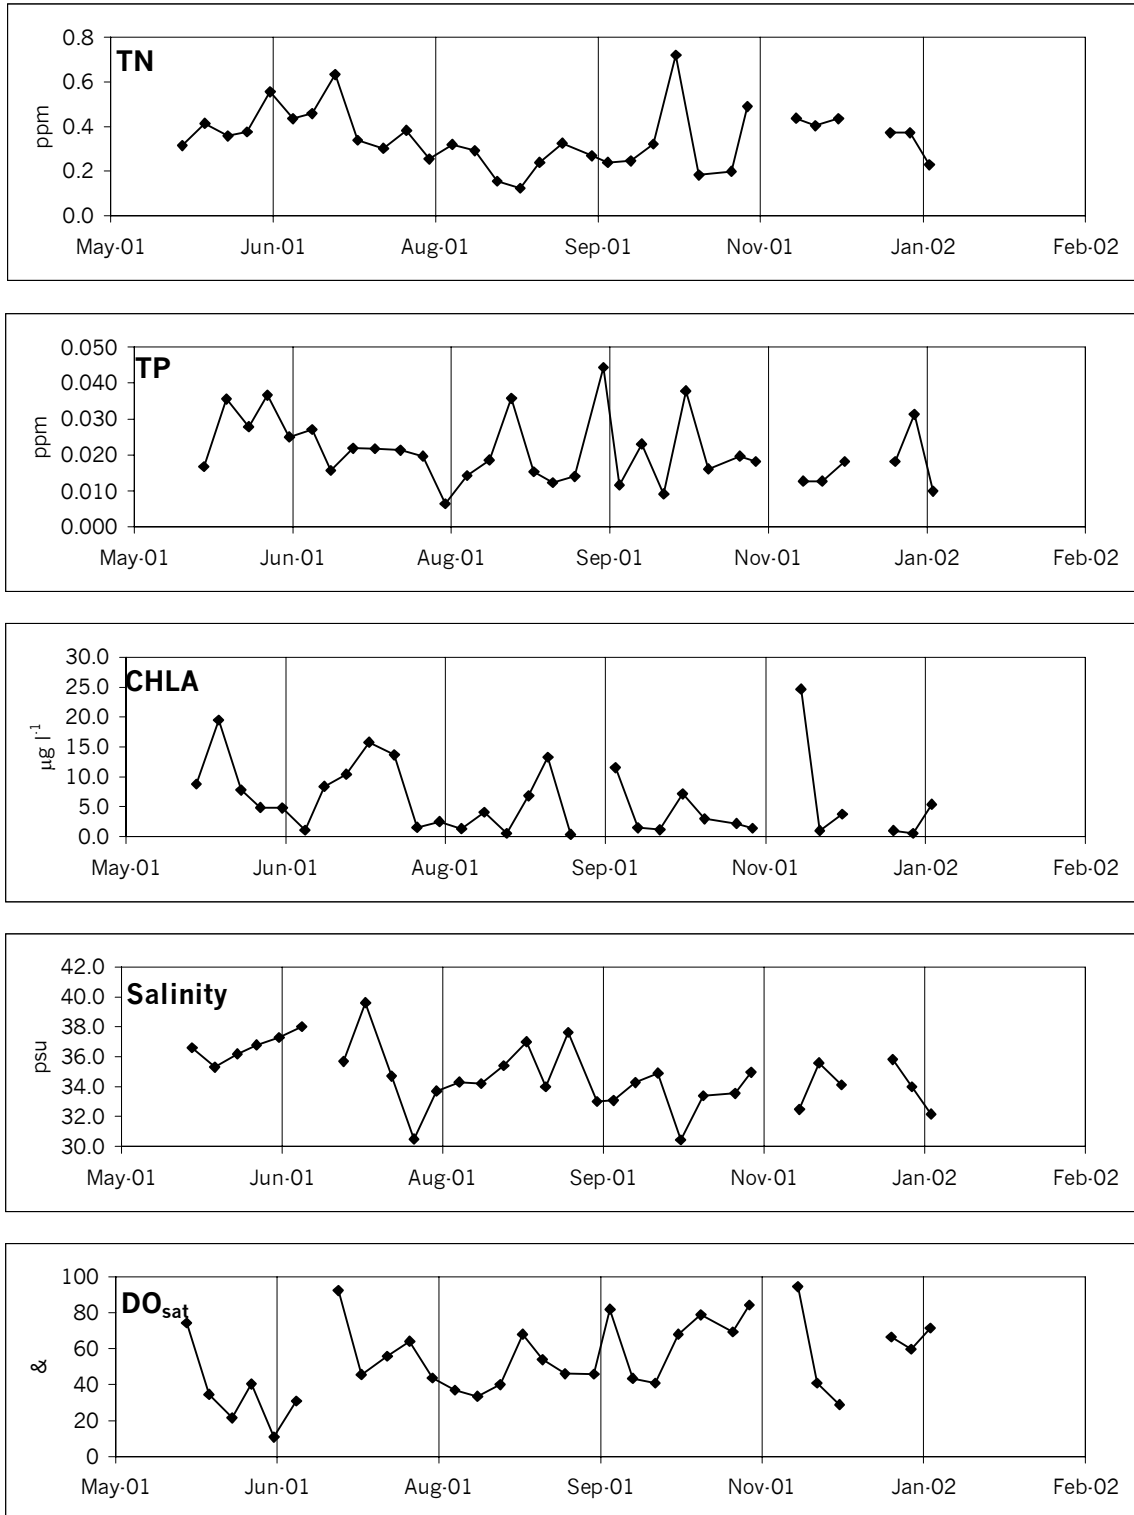 TN
ppm
0.8
0.6
0.4
0.2
0.0
May-01 Jun-01 Aug-01 Sep-01 Nov-01 Jan-02 Feb-02
TP
ppm
0.050
0.040
0.030
0.020
0.010
0.000
May-01 Jun-01 Aug-01 Sep-01 Nov-01 Jan-02 Feb-02
CHLA
µg l⁻¹
30.0
25.0
20.0
15.0
10.0
5.0
0.0
May-01 Jun-01 Aug-01 Sep-01 Nov-01 Jan-02 Feb-02
Salinity
psu
42.0
40.0
38.0
36.0
34.0
32.0
30.0
May-01 Jun-01 Aug-01 Sep-01 Nov-01 Jan-02 Feb-02
DOsat
&
100
80
60
40
20
0
May-01 Jun-01 Aug-01 Sep-01 Nov-01 Jan-02 Feb-02